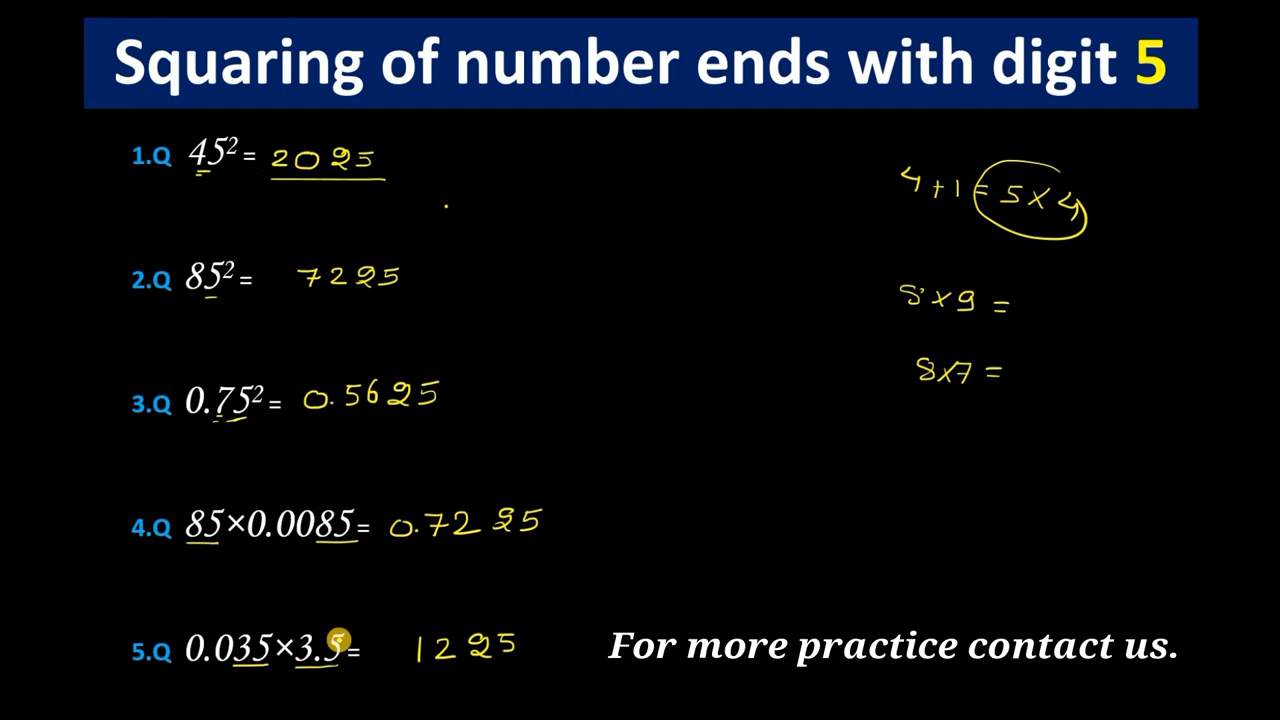 Squaring of number ends with digit 5
1.Q 45²= 2025
4+1=5×4
2.Q 85²= 7225
8×9=
3.Q 0.75²= 0.5625
8×7=
4.Q 85×0.0085= 0.7225
5.Q 0.035×3.5= 1225
For more practice contact us.